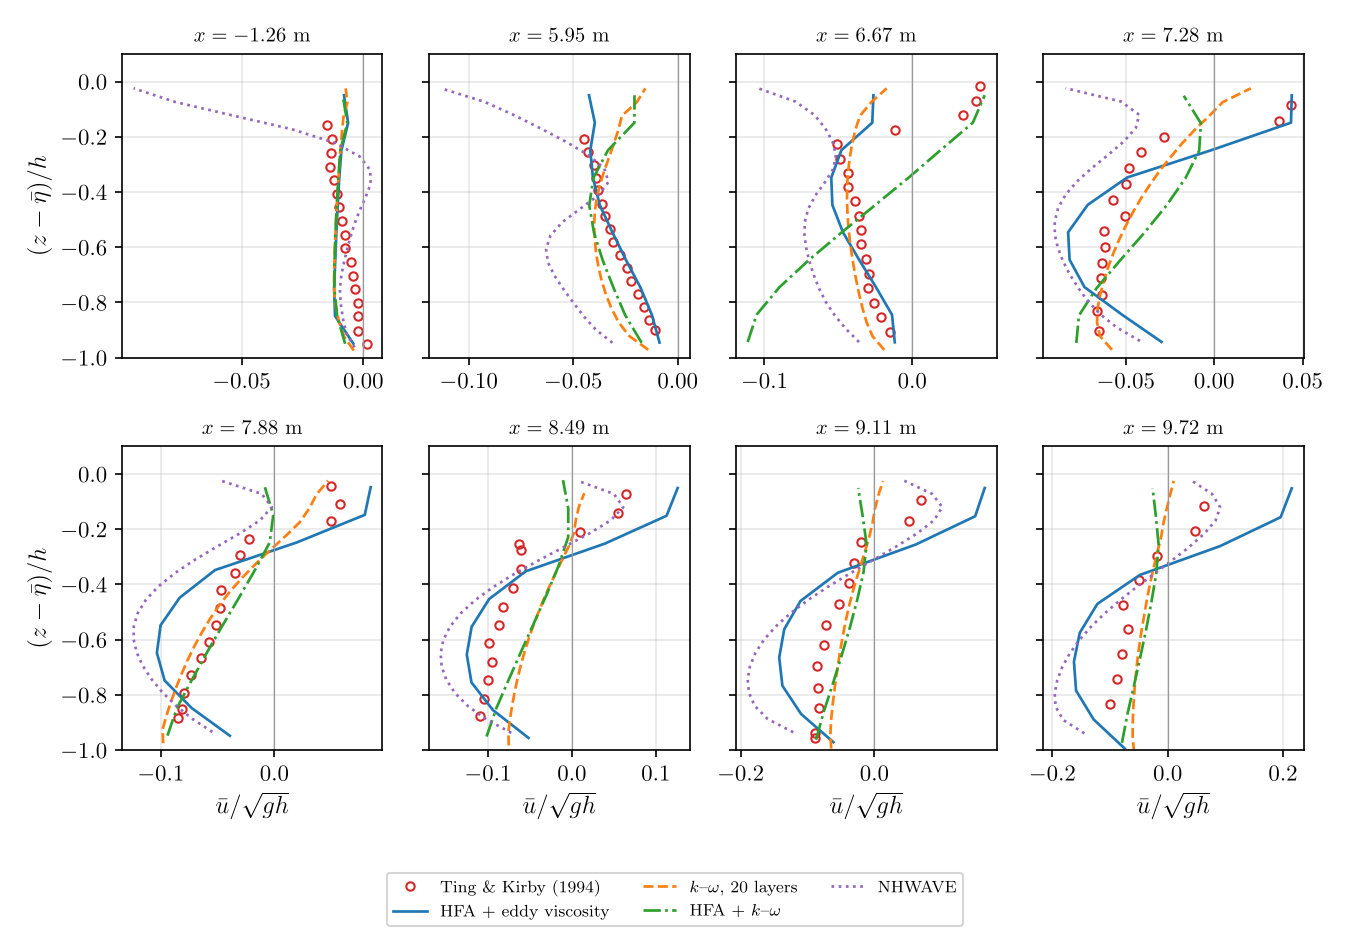 x = −1.26 m
x = 5.95 m
x = 6.67 m
x = 7.28 m
(z − η̄)/h
0.0
−0.2
−0.4
−0.6
−0.8
−1.0
−0.05 0.00
−0.10 −0.05 0.00
−0.1 0.0
−0.05 0.00 0.05
x = 7.88 m
x = 8.49 m
x = 9.11 m
x = 9.72 m
(z − η̄)/h
0.0
−0.2
−0.4
−0.6
−0.8
−1.0
−0.1 0.0
−0.1 0.0 0.1
−0.2 0.0
−0.2 0.0 0.2
ū/√gh
ū/√gh
ū/√gh
ū/√gh
Ting & Kirby (1994)
HFA + eddy viscosity
k–ω, 20 layers
HFA + k–ω
NHWAVE